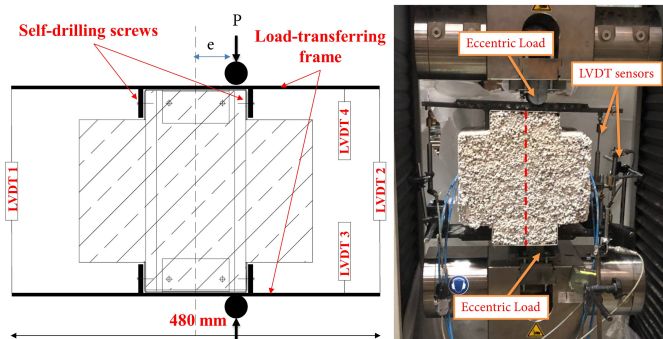 Self-drilling screws
P
e
Load-transferring
frame
LVDT 1
LVDT 4
LVDT 3
LVDT 2
480 mm
Eccentric Load
LVDT sensors
Eccentric Load